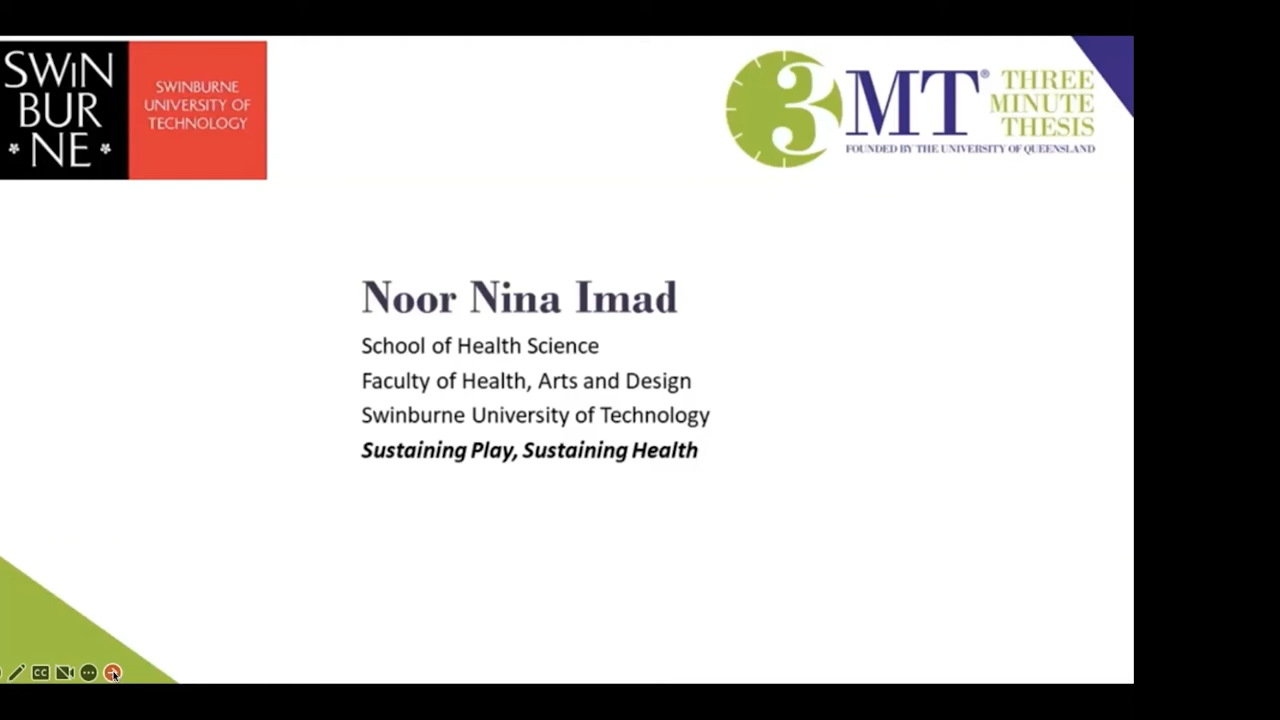 SWiN
BUR
NE
SWINBURNE
UNIVERSITY OF
TECHNOLOGY
3MT® THREE
MINUTE
THESIS
FOUNDED BY THE UNIVERSITY OF QUEENSLAND
Noor Nina Imad
School of Health Science
Faculty of Health, Arts and Design
Swinburne University of Technology
Sustaining Play, Sustaining Health
CC